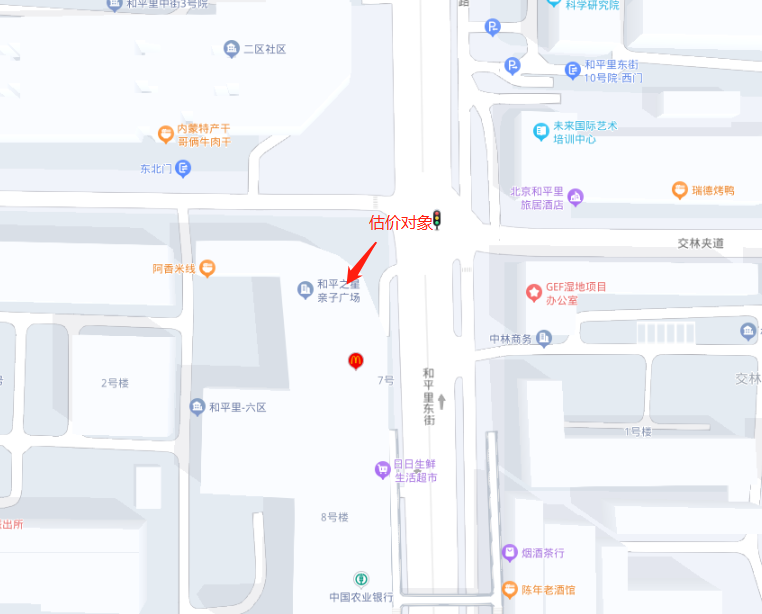 和平里中街3号院
路
科学研究院
二区社区
和平里东街
10号院-西门
内蒙特产干
哥俩牛肉干
未来国际艺术
培训中心
东北门
北京和平里
旅居酒店
瑞德烤鸭
估价对象
交林夹道
阿香米线
和平之星
亲子广场
GEF湿地项目
办公室
中林商务
和平里东街
7号
2号楼
号
交林
和平里-六区
1号楼
日日生鲜
生活超市
8号楼
出所
烟酒茶行
陈年老酒馆
中国农业银行